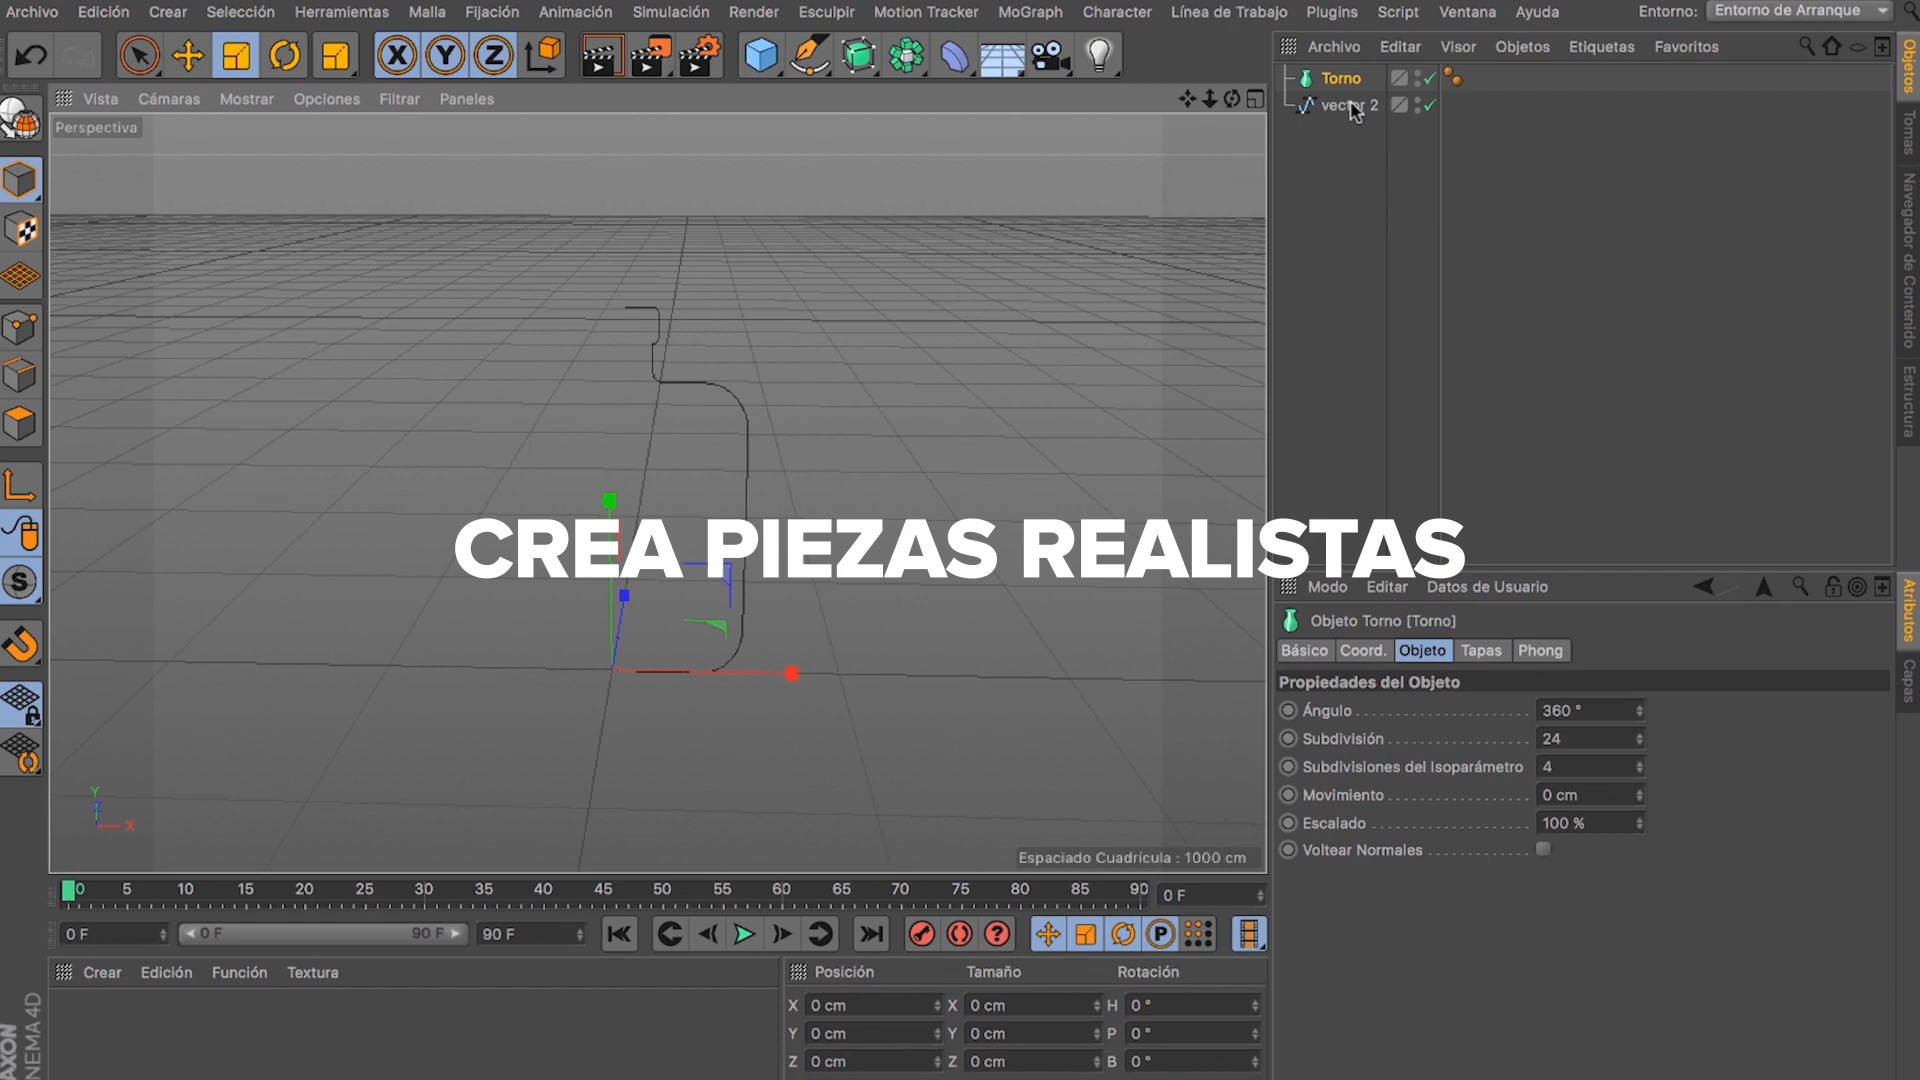 Archivo Edición Crear Selección Herramientas Malla Fijación Animación Simulación Render Esculpir Motion Tracker MoGraph Character Línea de Trabajo Plugins Script Ventana Ayuda Entorno: Entorno de Arranque
X Y Z
Archivo Editar Visor Objetos Etiquetas Favoritos
Torno
vector 2
Vista Cámaras Mostrar Opciones Filtrar Paneles
Perspectiva
CREA PIEZAS REALISTAS
S
Y
X
Espaciado Cuadrícula : 1000 cm
Objetos
Tomas
Navegador de Contenido
Estructura
Modo Editar Datos de Usuario
Objeto Torno [Torno]
Básico Coord. Objeto Tapas Phong
Propiedades del Objeto
Ángulo 360 °
Subdivisión 24
Subdivisiones del Isoparámetro 4
Movimiento 0 cm
Escalado 100 %
Voltear Normales
Atributos
Capas
0 5 10 15 20 25 30 35 40 45 50 55 60 65 70 75 80 85 90 0 F
0 F 0 F 90 F 90 F
P
Crear Edición Función Textura
Posición Tamaño Rotación
X 0 cm X 0 cm H 0 °
Y 0 cm Y 0 cm P 0 °
Z 0 cm Z 0 cm B 0 °
AXON
NEMA4D